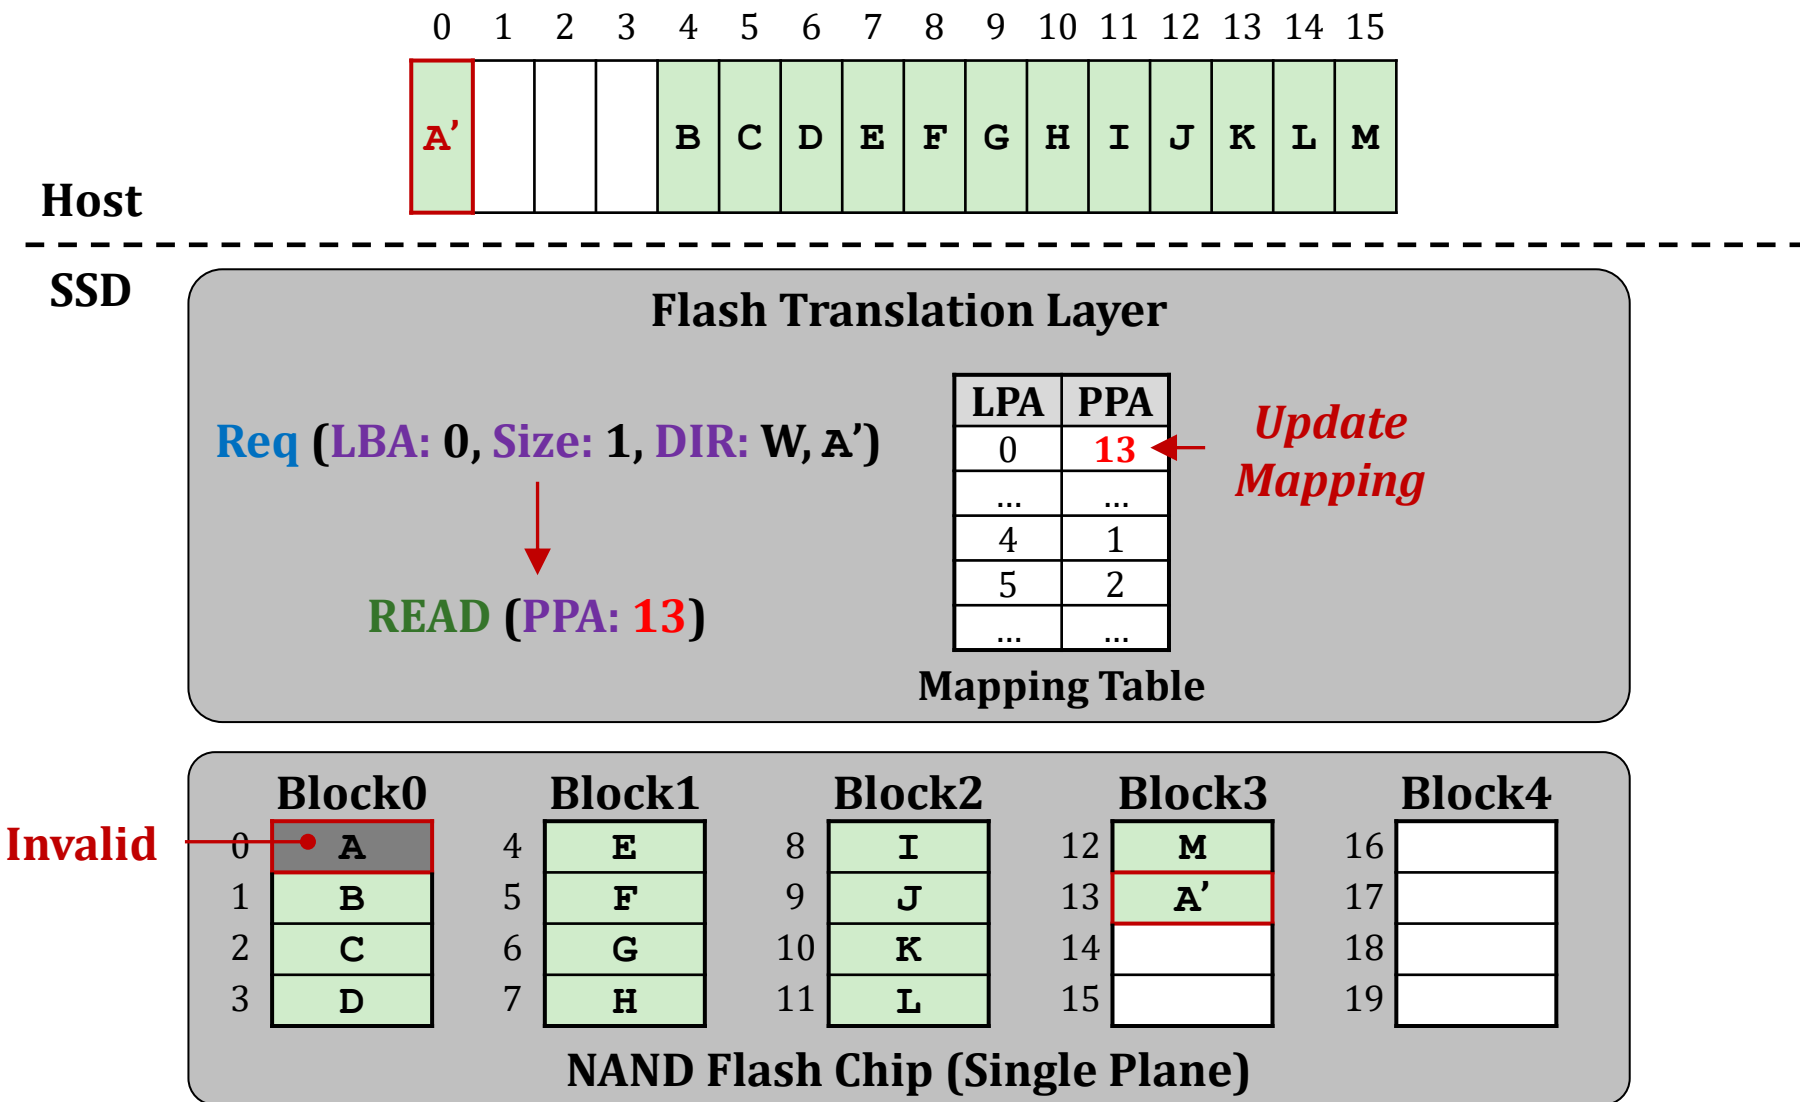 0 1 2 3 4 5 6 7 8 9 10 11 12 13 14 15
A’ B C D E F G H I J K L M
Host
SSD
Flash Translation Layer
Req (LBA: 0, Size: 1, DIR: W, A’)
READ (PPA: 13)
LPA PPA
0 13
... ...
4 1
5 2
... ...
Mapping Table
Update
Mapping
Invalid
Block0 Block1 Block2 Block3 Block4
0 A 4 E 8 I 12 M 16
1 B 5 F 9 J 13 A’ 17
2 C 6 G 10 K 14 18
3 D 7 H 11 L 15 19
NAND Flash Chip (Single Plane)